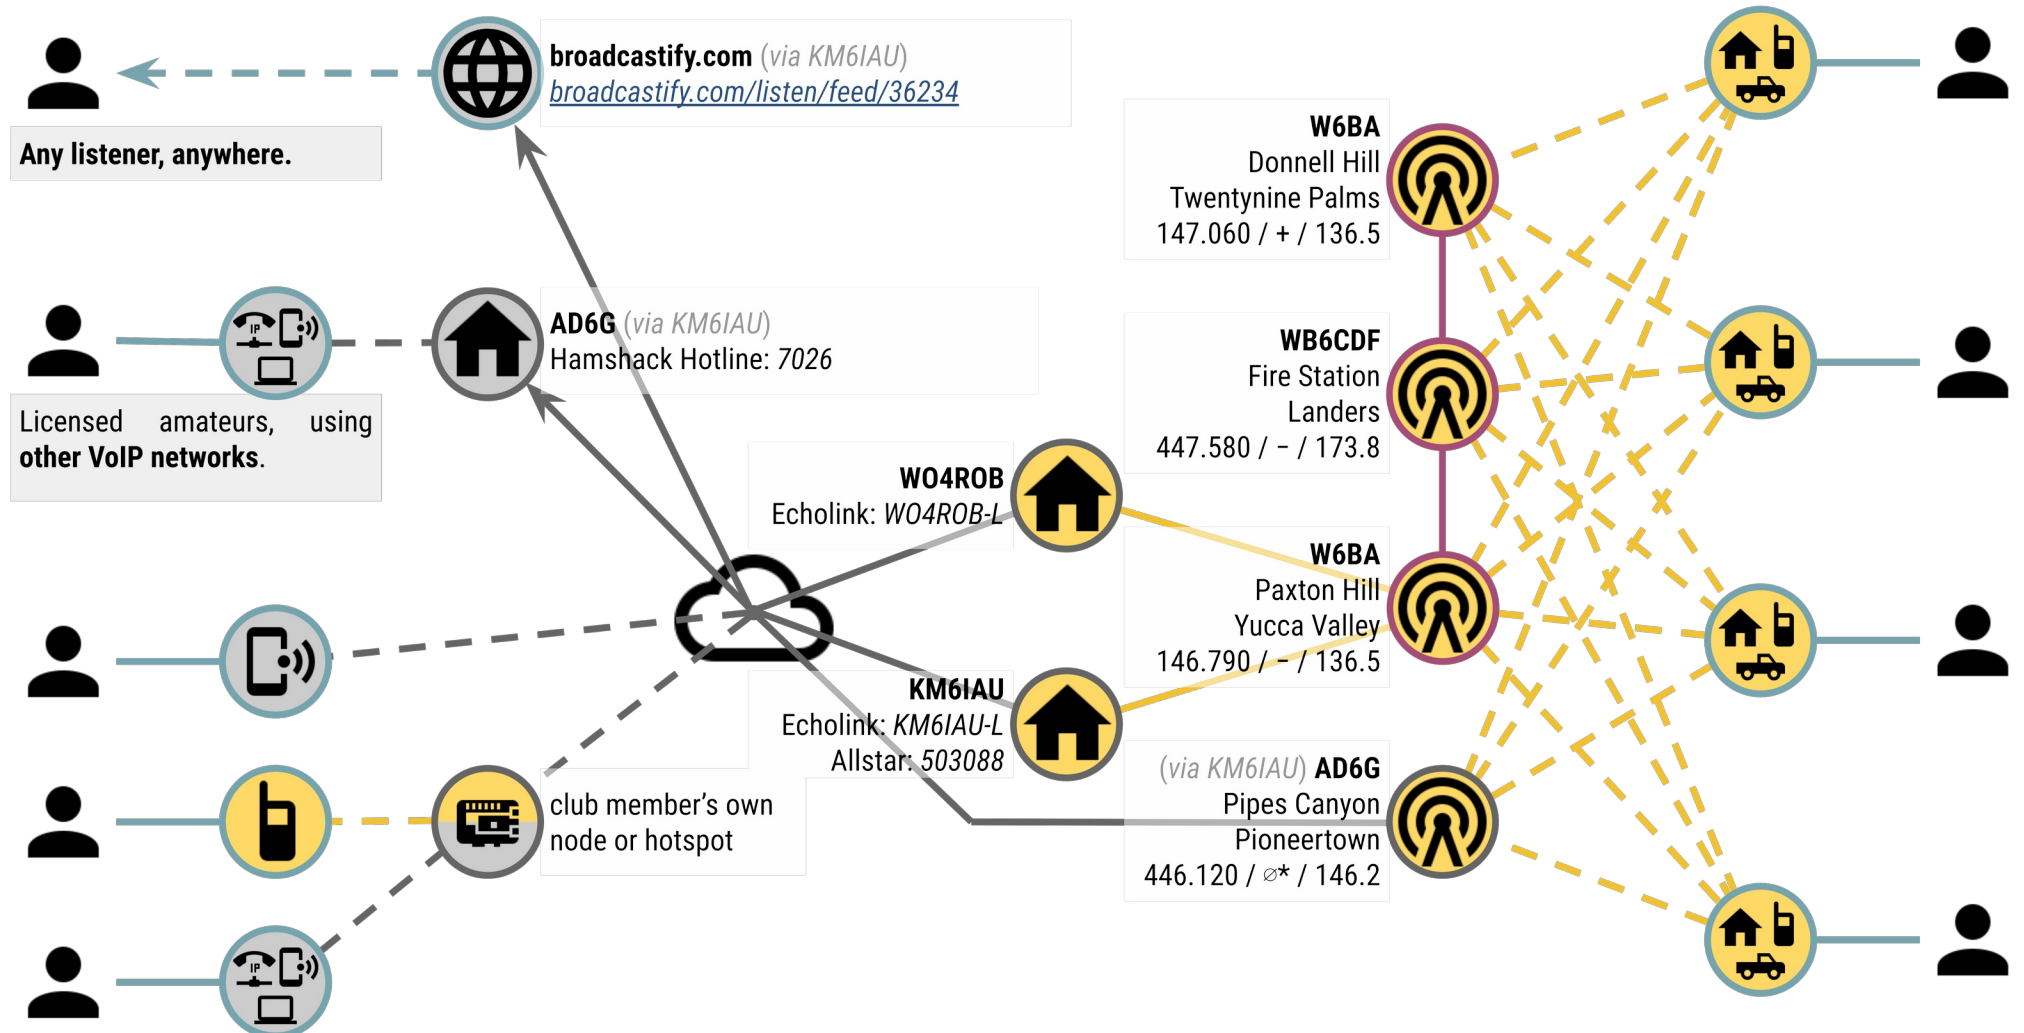 broadcastify.com (via KM6IAU)
broadcastify.com/listen/feed/36234
Any listener, anywhere.
W6BA
Donnell Hill
Twentynine Palms
147.060 / + / 136.5
IP
AD6G (via KM6IAU)
Hamshack Hotline: 7026
Licensed amateurs, using
other VoIP networks.
WB6CDF
Fire Station
Landers
447.580 / − / 173.8
WO4ROB
Echolink: WO4ROB-L
W6BA
Paxton Hill
Yucca Valley
146.790 / − / 136.5
KM6IAU
Echolink: KM6IAU-L
Allstar: 503088
(via KM6IAU) AD6G
Pipes Canyon
Pioneertown
446.120 / ∅* / 146.2
club member’s own
node or hotspot
IP